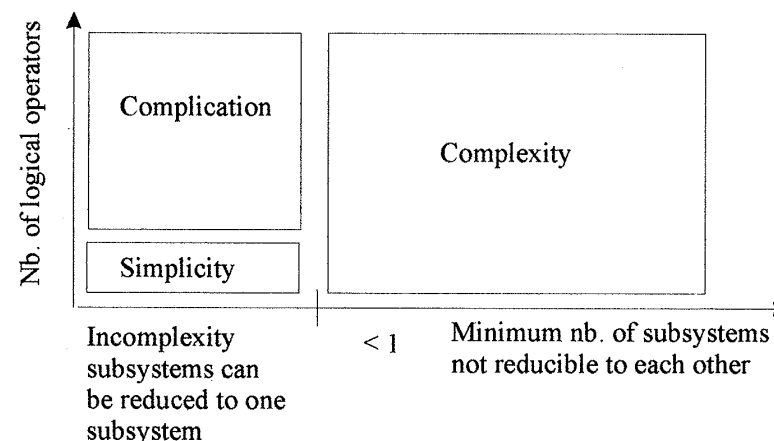 Nb. of logical operators
Complication
Complexity
Simplicity
Incomplexity
subsystems can
be reduced to one
subsystem
< 1
Minimum nb. of subsystems
not reducible to each other